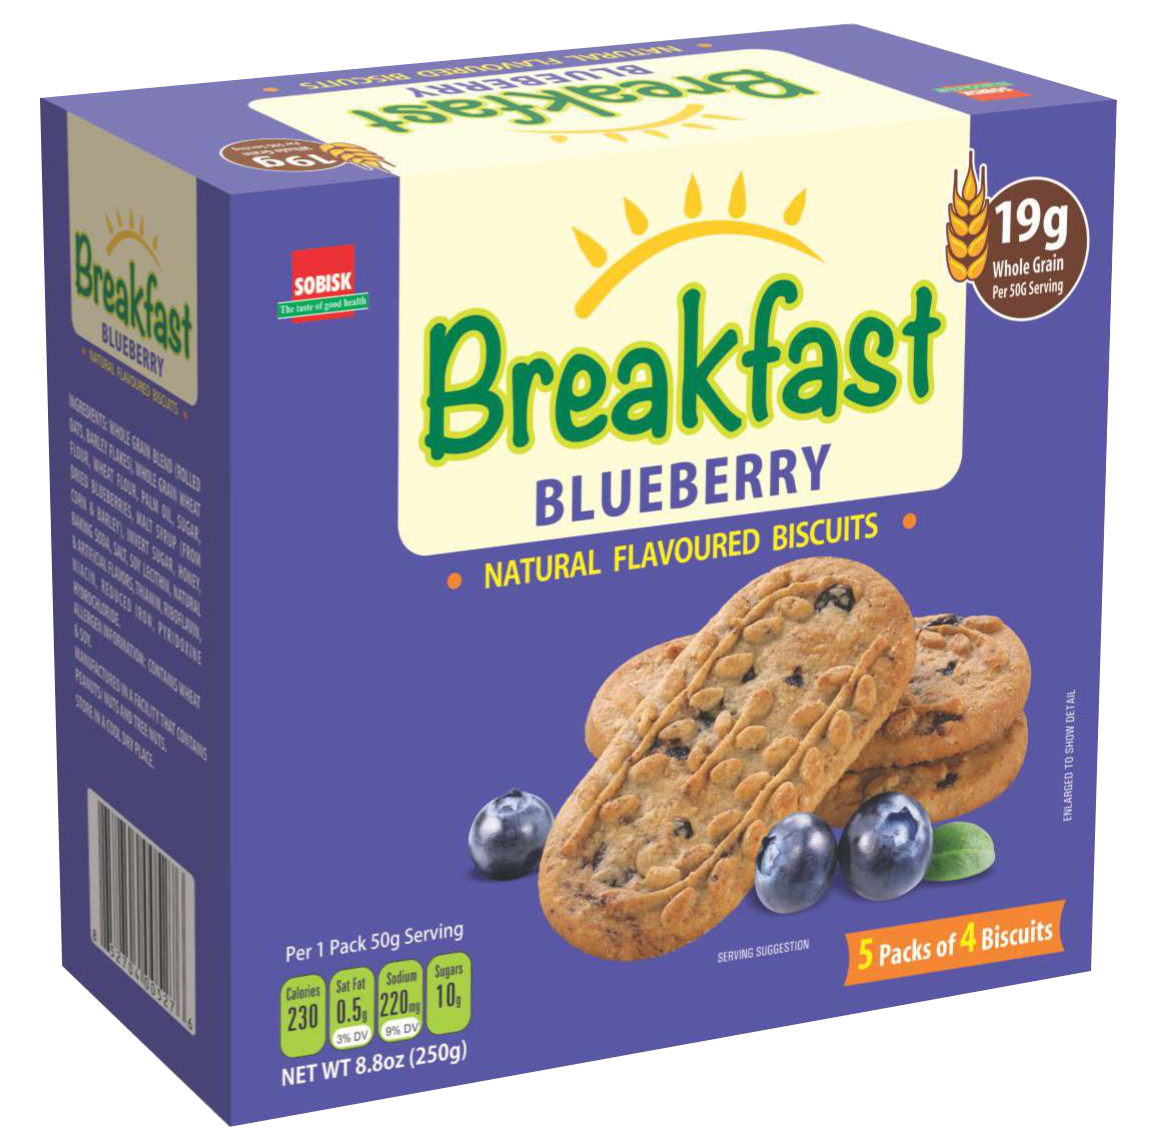 NATURAL FLAVOURED BISCUITS
BLUEBERRY
Breakfast
SOBISK
19g
Whole Grain
Per 50G Serving
SOBISK
The taste of good health
19g
Whole Grain
Per 50G Serving
Breakfast
BLUEBERRY
NATURAL FLAVOURED BISCUITS
ENLARGED TO SHOW DETAIL
SERVING SUGGESTION
5 Packs of 4 Biscuits
Per 1 Pack 50g Serving
Calories
230
Sat Fat
0.5g
3% DV
Sodium
220mg
9% DV
Sugars
10g
NET WT 8.8oz (250g)
Breakfast
BLUEBERRY
NATURAL FLAVOURED BISCUITS
INGREDIENTS: WHOLE GRAIN BLEND (ROLLED
OATS, BARLEY FLAKES), WHOLE GRAIN WHEAT
FLOUR, WHEAT FLOUR, PALM OIL, SUGAR,
DRIED BLUEBERRIES, MALT SYRUP (FROM
CORN & BARLEY), INVERT SUGAR, HONEY,
BAKING SODA, SALT, SOY LECITHIN, NATURAL
& ARTIFICIAL FLAVORS, THIAMIN, RIBOFLAVIN,
NIACIN, REDUCED IRON, PYRIDOXINE
HYDROCHLORIDE.
ALLERGEN INFORMATION: CONTAINS WHEAT
& SOY.
MANUFACTURED IN A FACILITY THAT CONTAINS
PEANUTS/ NUTS AND TREE NUTS.
STORE IN A COOL DRY PLACE.